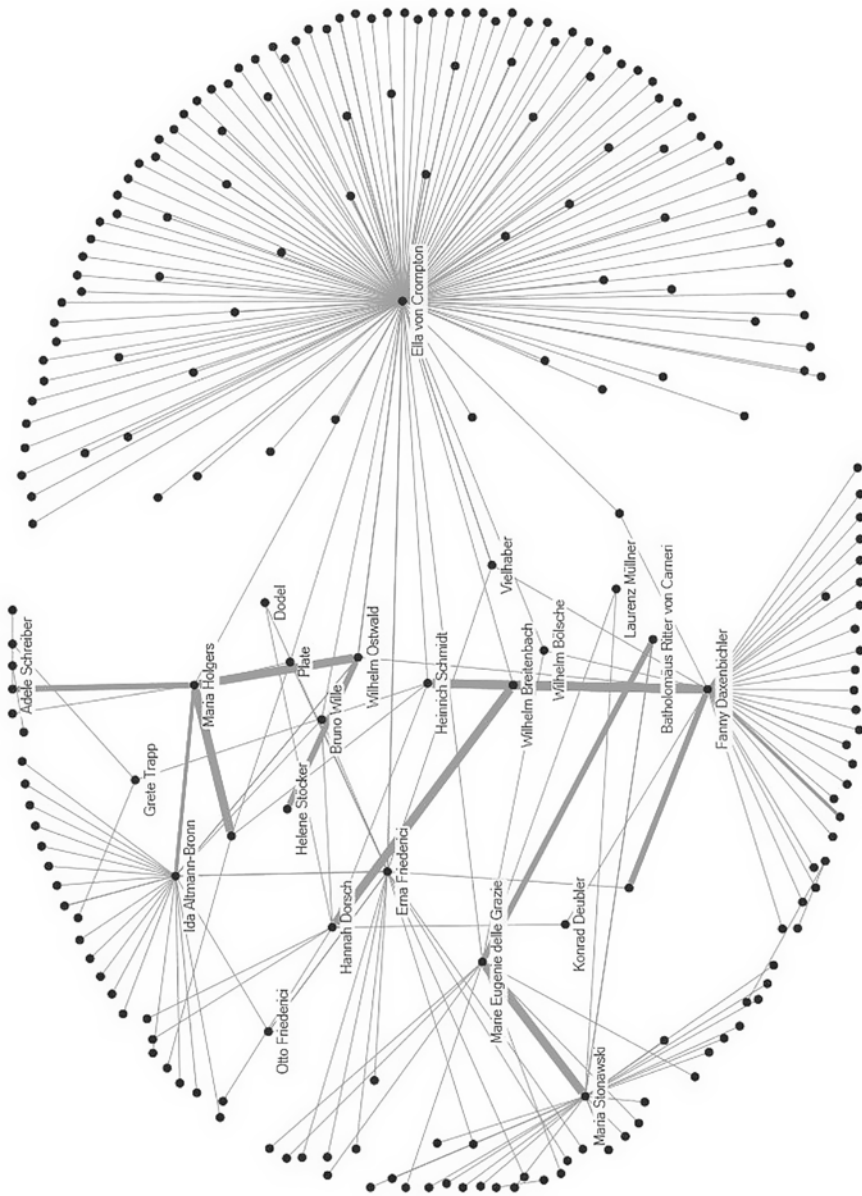 Ella von Crompton
Adele Schreiber
Maria Holgers
Dodel
Plate
Wilhelm Ostwald
Bruno Wille
Helene Stöcker
Grete Trapp
Ida Altmann-Bronn
Vielhaber
Heinrich Schmidt
Wilhelm Breitenbach
Wilhelm Bölsche
Laurenz Müllner
Batholomäus Ritter von Carneri
Fanny Daxenbichler
Erna Friederici
Hannah Dorsch
Otto Friederici
Marie Eugenie delle Grazie
Konrad Deubler
Maria Stonawski